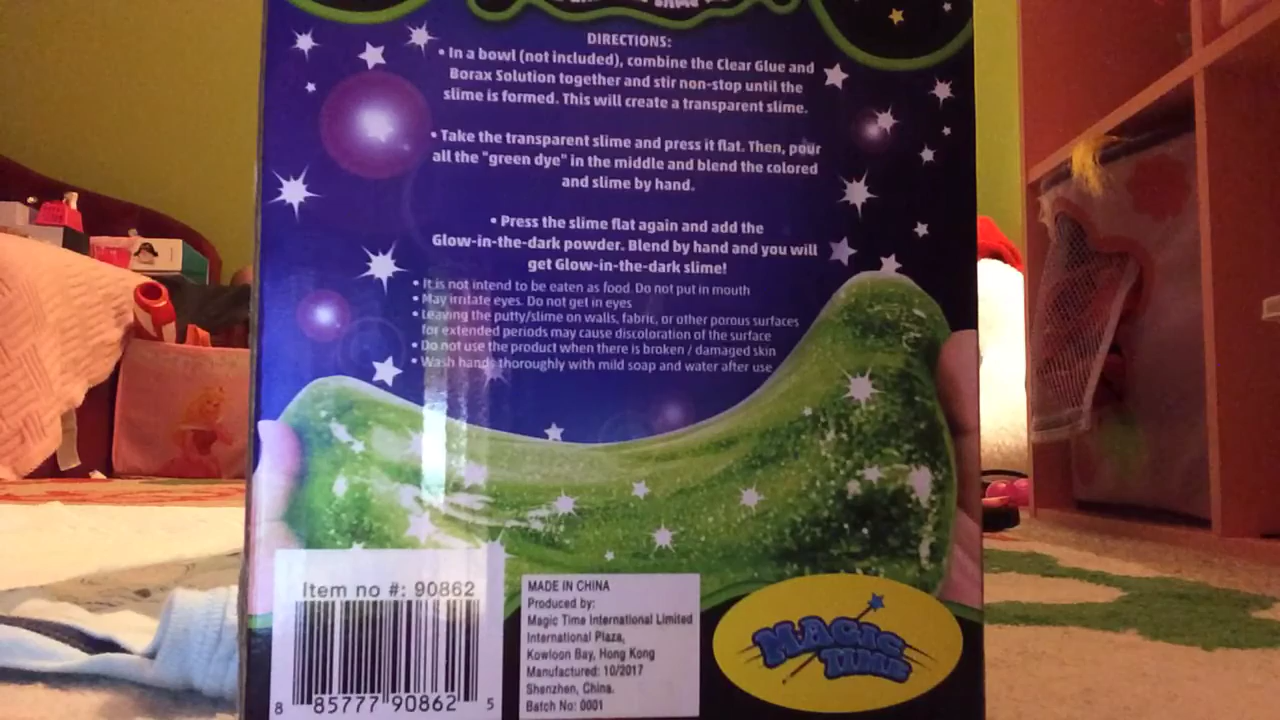 DIRECTIONS:
• In a bowl (not included), combine the Clear Glue and
Borax Solution together and stir non-stop until the
slime is formed. This will create a transparent slime.
• Take the transparent slime and press it flat. Then, pour
all the "green dye" in the middle and blend the colored
and slime by hand.
• Press the slime flat again and add the
Glow-in-the-dark powder. Blend by hand and you will
get Glow-in-the-dark slime!
• It is not intend to be eaten as food. Do not put in mouth
• May irritate eyes. Do not get in eyes
• Leaving the putty/slime on walls, fabric, or other porous surfaces
for extended periods may cause discoloration of the surface
• Do not use the product when there is broken / damaged skin
• Wash hands thoroughly with mild soap and water after use
Item no #: 90862
8 85777 90862 5
MADE IN CHINA
Produced by:
Magic Time International Limited
International Plaza,
Kowloon Bay, Hong Kong
Manufactured: 10/2017
Shenzhen, China.
Batch No: 0001
MAGIC
TIME